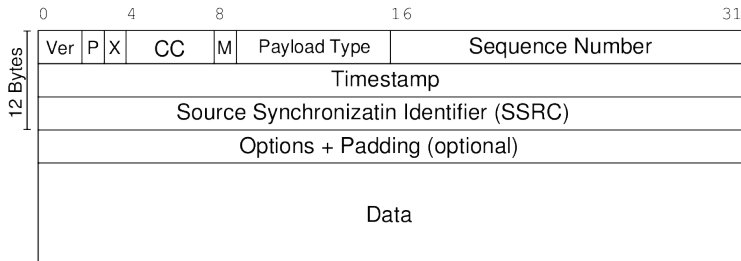 0 4 8 16 31
Ver P X CC M Payload Type Sequence Number
12 Bytes
Timestamp
Source Synchronizatin Identifier (SSRC)
Options + Padding (optional)
Data